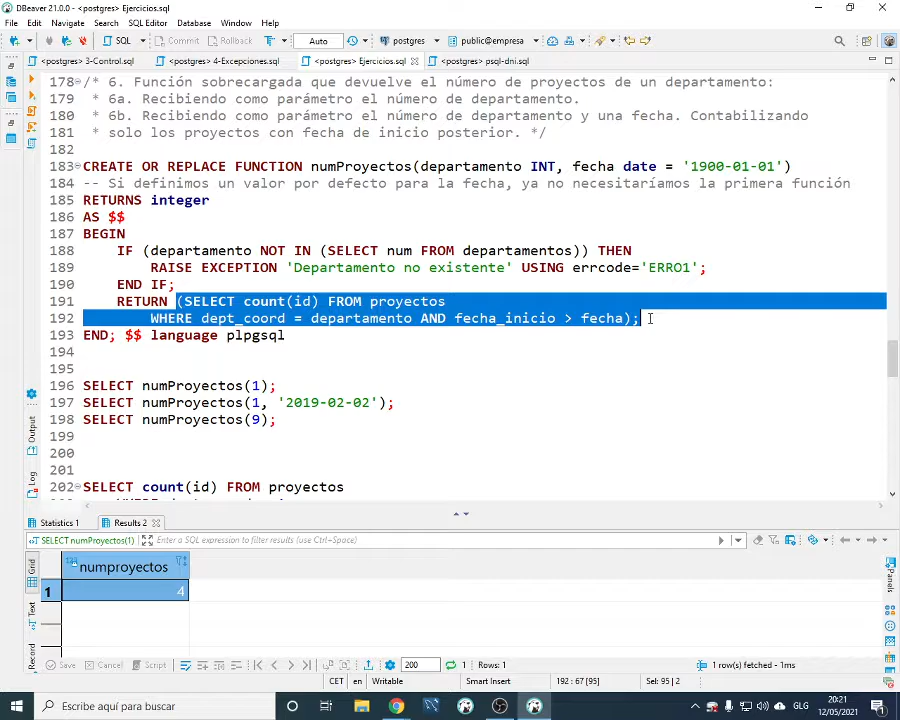 DBeaver 21.0.0 - <postgres> Ejercicios.sql
File Edit Navigate Search SQL Editor Database Window Help
SQL Commit Rollback Auto postgres public@empresa
<postgres> 3-Control.sql <postgres> 4-Excepciones.sql <postgres> Ejercicios.sql <postgres> psql-dni.sql
178 /* 6. Función sobrecargada que devuelve el número de proyectos de un departamento:
179 * 6a. Recibiendo como parámetro el número de departamento.
180 * 6b. Recibiendo como parámetro el número de departamento y una fecha. Contabilizando
181 * solo los proyectos con fecha de inicio posterior. */
182
183 CREATE OR REPLACE FUNCTION numProyectos(departamento INT, fecha date = '1900-01-01')
184 -- Si definimos un valor por defecto para la fecha, ya no necesitaríamos la primera función
185 RETURNS integer
186 AS $$
187 BEGIN
188 IF (departamento NOT IN (SELECT num FROM departamentos)) THEN
189 RAISE EXCEPTION 'Departamento no existente' USING errcode='ERRO1';
190 END IF;
191 RETURN (SELECT count(id) FROM proyectos
192 WHERE dept_coord = departamento AND fecha_inicio > fecha);
193 END; $$ language plpgsql
194
195
196 SELECT numProyectos(1);
197 SELECT numProyectos(1, '2019-02-02');
198 SELECT numProyectos(9);
199
200
201
202 SELECT count(id) FROM proyectos
Output
Log
Statistics 1 Results 2
SELECT numProyectos(1) Enter a SQL expression to filter results (use Ctrl+Space)
Grid
Text
Record
Panels
numproyectos
1 4
Save Cancel Script 200 1 Rows: 1 1 row(s) fetched - 1ms
CET en Writable Smart Insert 192 : 67 [95] Sel: 95 | 2
Escribe aquí para buscar GLG 20:21
12/05/2021